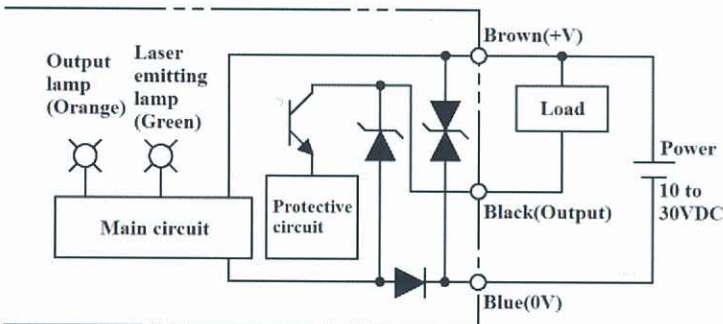 Brown(+V)
Output
lamp
(Orange)
Laser
emitting
lamp
(Green)
Load
Power
10 to
30VDC
Protective
circuit
Main circuit
Black(Output)
Blue(0V)